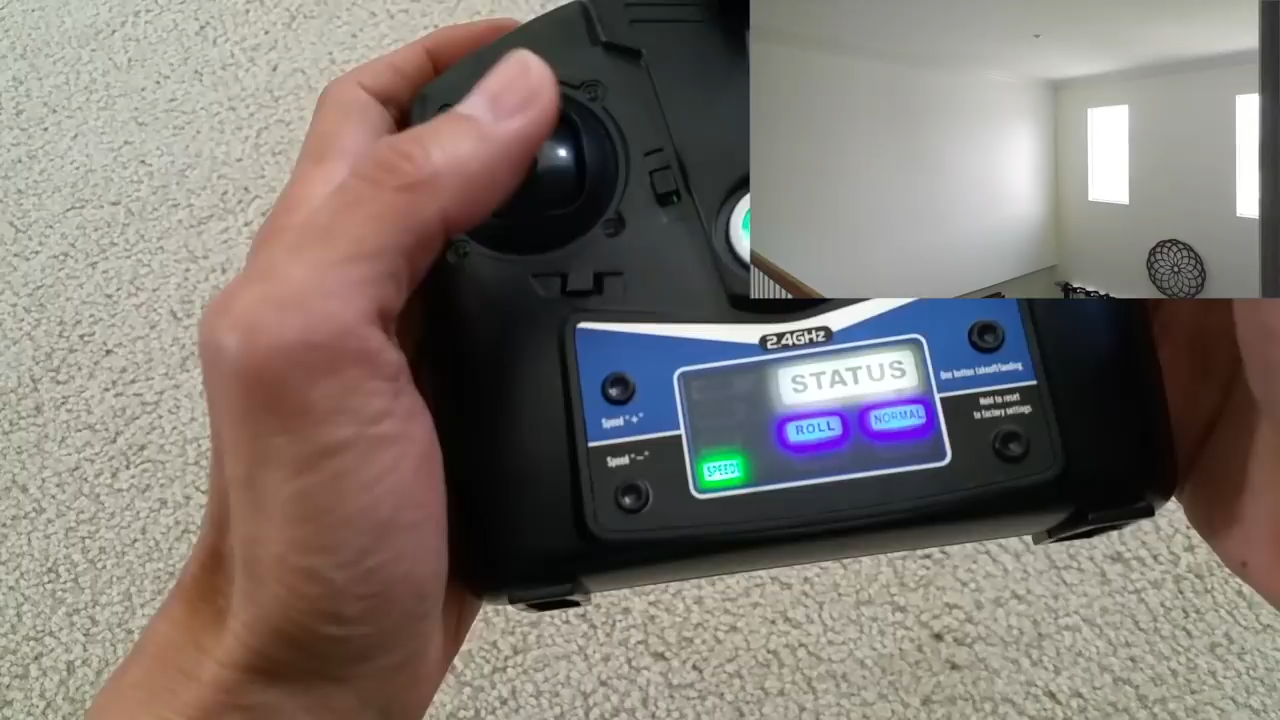 2.4GHz
STATUS
ROLL
NORMAL
SPEED
Speed "+"
Speed "—"
One button takeoff/landing
Hold to reset
to factory settings